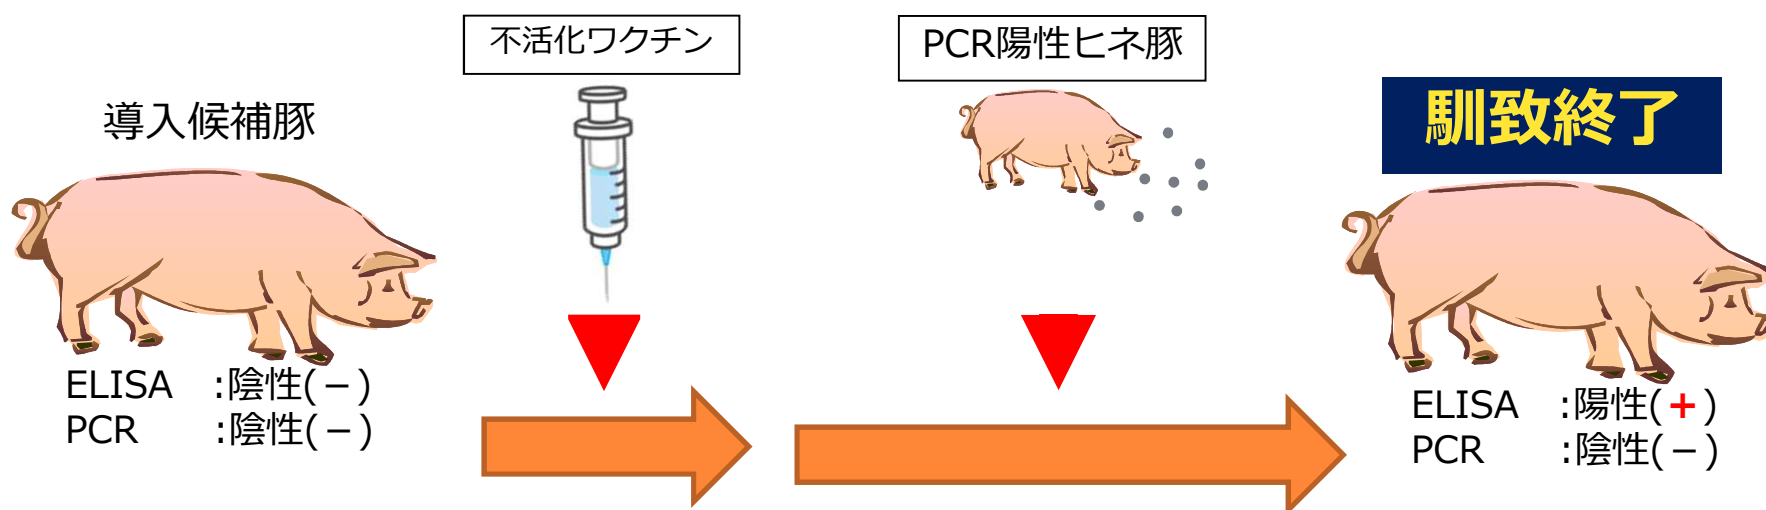 導入候補豚
ELISA :陰性(－)
PCR :陰性(－)
不活化ワクチン
PCR陽性ヒネ豚
馴致終了
ELISA :陽性(+)
PCR :陰性(－)